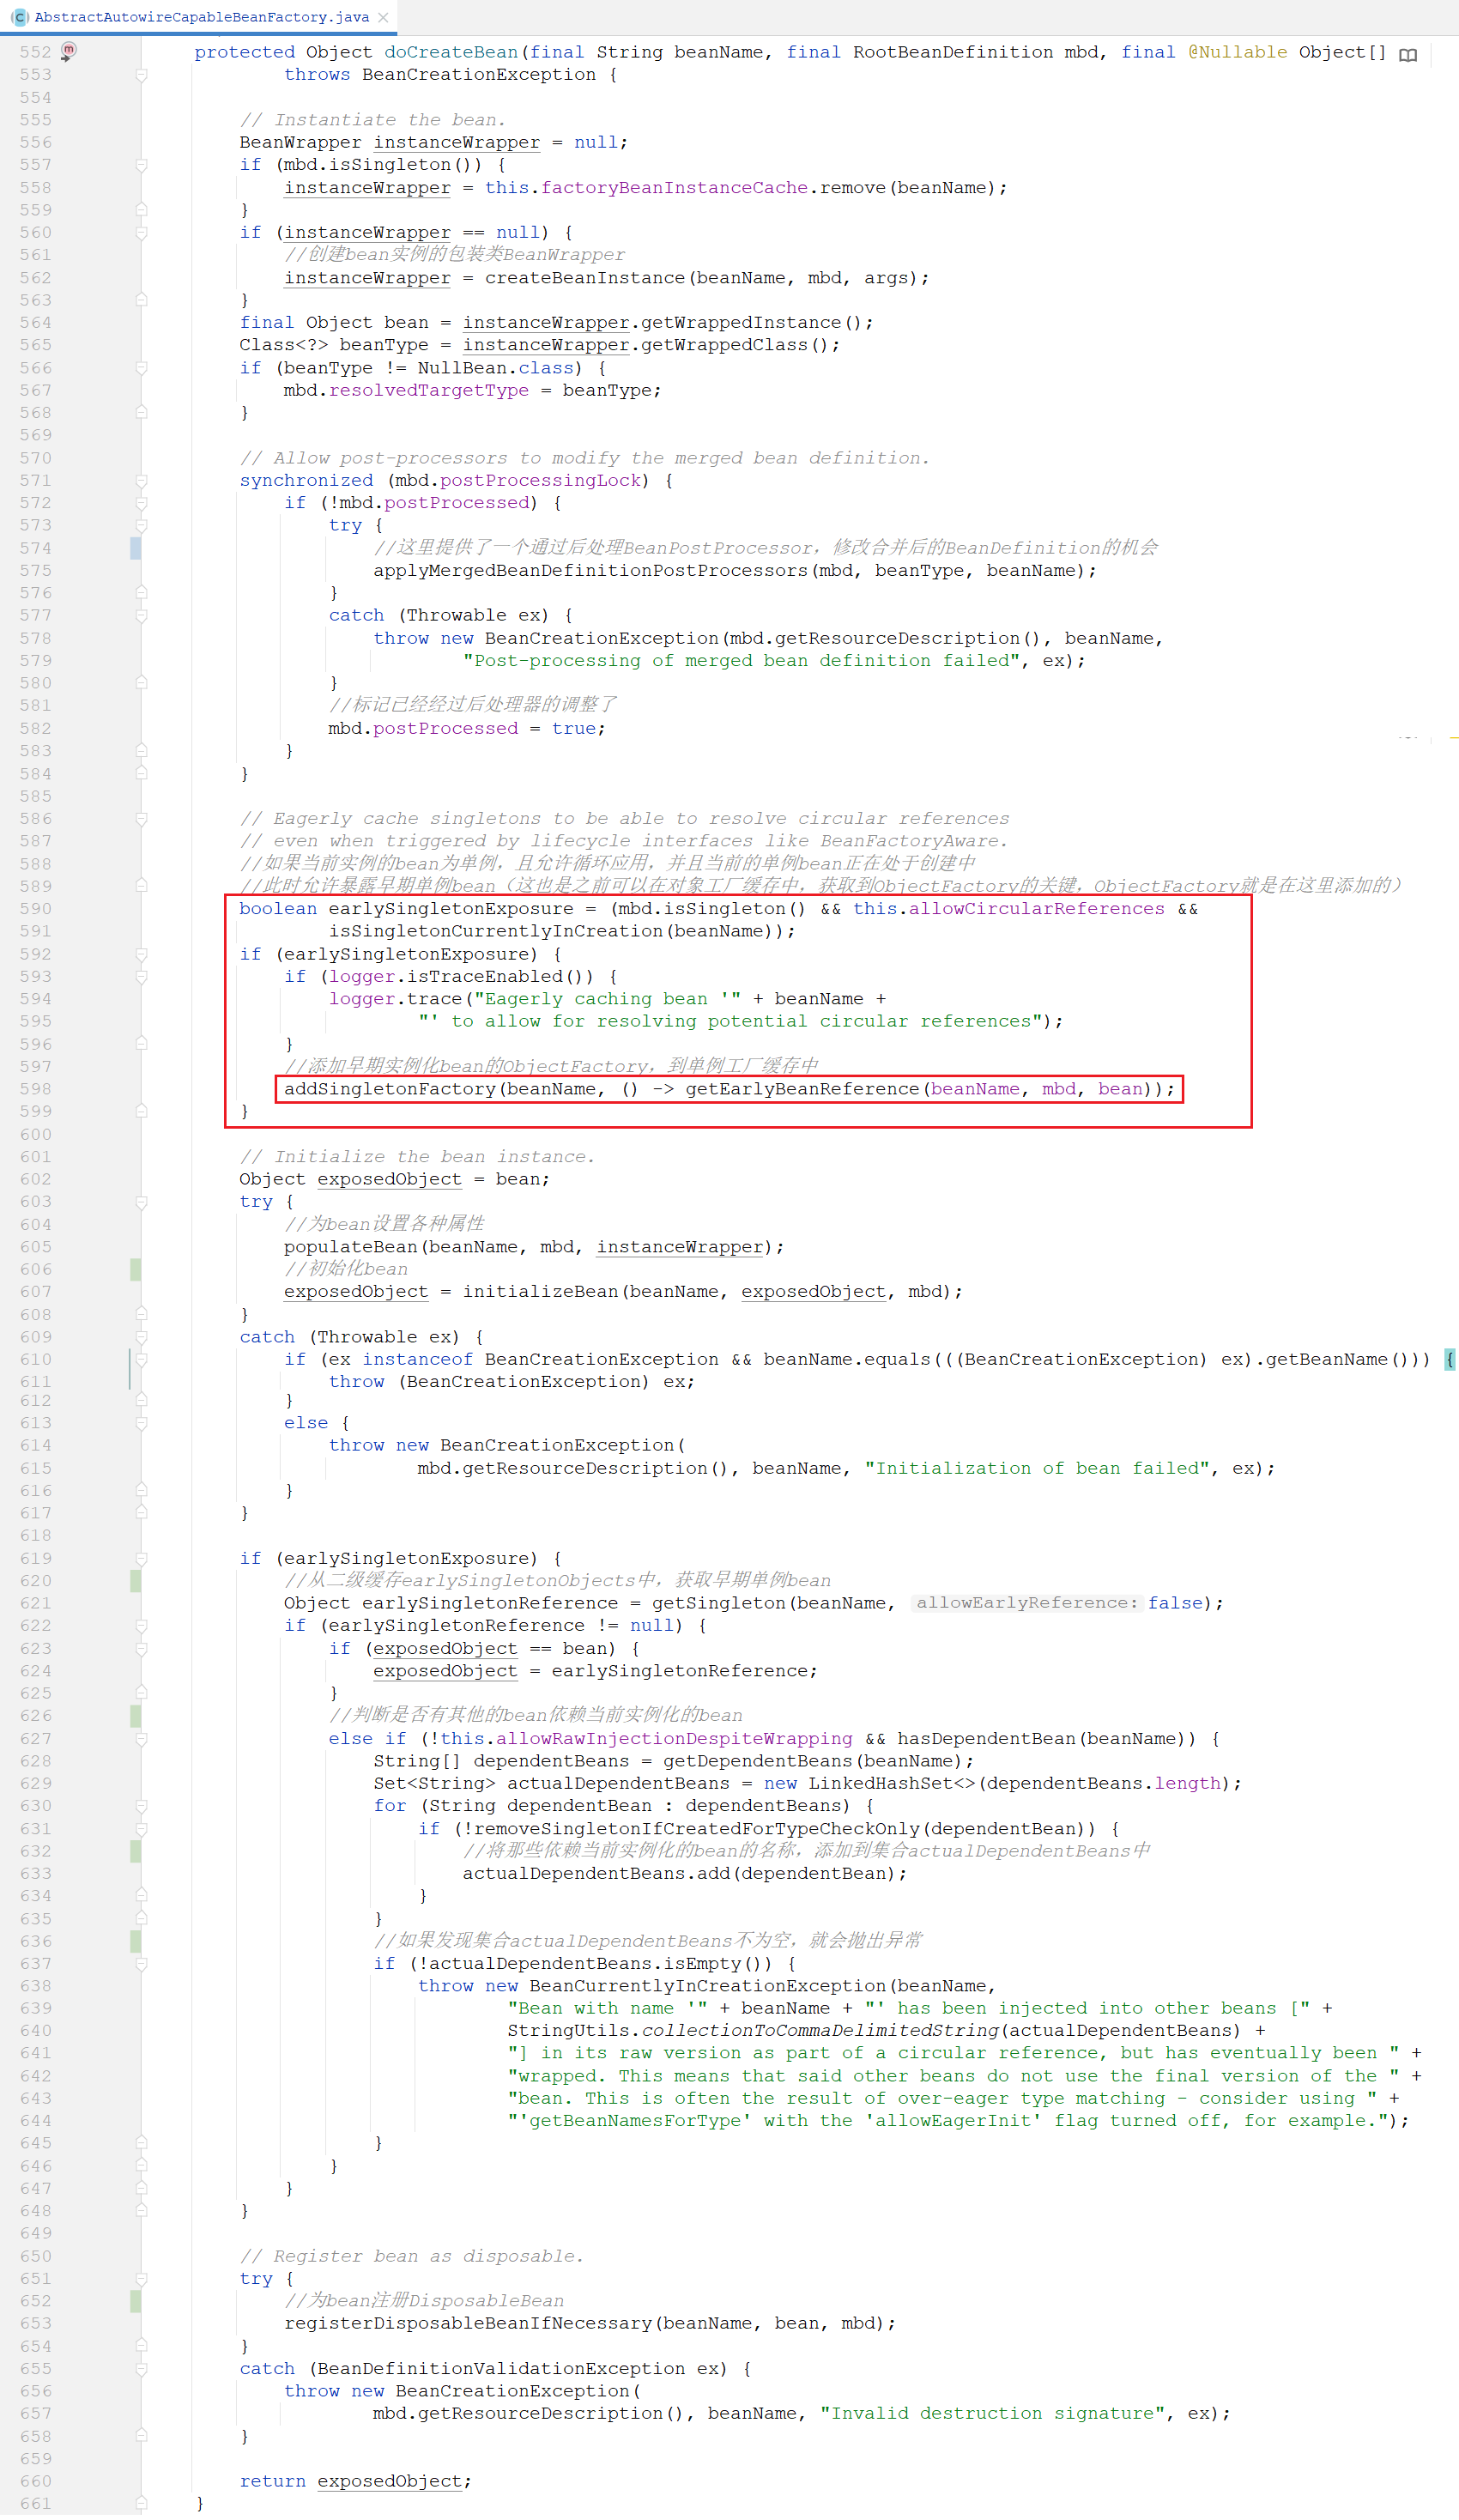 AbstractAutowireCapableBeanFactory.java
552 protected Object doCreateBean(final String beanName, final RootBeanDefinition mbd, final @Nullable Object[]
553 throws BeanCreationException {
554
555 // Instantiate the bean.
556 BeanWrapper instanceWrapper = null;
557 if (mbd.isSingleton()) {
558 instanceWrapper = this.factoryBeanInstanceCache.remove(beanName);
559 }
560 if (instanceWrapper == null) {
561 //创建bean实例的包装类BeanWrapper
562 instanceWrapper = createBeanInstance(beanName, mbd, args);
563 }
564 final Object bean = instanceWrapper.getWrappedInstance();
565 Class<?> beanType = instanceWrapper.getWrappedClass();
566 if (beanType != NullBean.class) {
567 mbd.resolvedTargetType = beanType;
568 }
569
570 // Allow post-processors to modify the merged bean definition.
571 synchronized (mbd.postProcessingLock) {
572 if (!mbd.postProcessed) {
573 try {
574 //这里提供了一个通过后处理BeanPostProcessor，修改合并后的BeanDefinition的机会
575 applyMergedBeanDefinitionPostProcessors(mbd, beanType, beanName);
576 }
577 catch (Throwable ex) {
578 throw new BeanCreationException(mbd.getResourceDescription(), beanName,
579 "Post-processing of merged bean definition failed", ex);
580 }
581 //标记已经经过后处理器的调整了
582 mbd.postProcessed = true;
583 }
584 }
585
586 // Eagerly cache singletons to be able to resolve circular references
587 // even when triggered by lifecycle interfaces like BeanFactoryAware.
588 //如果当前实例的bean为单例，且允许循环应用，并且当前的单例bean正在处于创建中
589 //此时允许暴露早期单例bean（这也是之前可以在对象工厂缓存中，获取到ObjectFactory的关键，ObjectFactory就是在这里添加的）
590 boolean earlySingletonExposure = (mbd.isSingleton() && this.allowCircularReferences &&
591 isSingletonCurrentlyInCreation(beanName));
592 if (earlySingletonExposure) {
593 if (logger.isTraceEnabled()) {
594 logger.trace("Eagerly caching bean '" + beanName +
595 "' to allow for resolving potential circular references");
596 }
597 //添加早期实例化bean的ObjectFactory，到单例工厂缓存中
598 addSingletonFactory(beanName, () -> getEarlyBeanReference(beanName, mbd, bean));
599 }
600
601 // Initialize the bean instance.
602 Object exposedObject = bean;
603 try {
604 //为bean设置各种属性
605 populateBean(beanName, mbd, instanceWrapper);
606 //初始化bean
607 exposedObject = initializeBean(beanName, exposedObject, mbd);
608 }
609 catch (Throwable ex) {
610 if (ex instanceof BeanCreationException && beanName.equals(((BeanCreationException) ex).getBeanName())) {
611 throw (BeanCreationException) ex;
612 }
613 else {
614 throw new BeanCreationException(
615 mbd.getResourceDescription(), beanName, "Initialization of bean failed", ex);
616 }
617 }
618
619 if (earlySingletonExposure) {
620 //从二级缓存earlySingletonObjects中，获取早期单例bean
621 Object earlySingletonReference = getSingleton(beanName, allowEarlyReference: false);
622 if (earlySingletonReference != null) {
623 if (exposedObject == bean) {
624 exposedObject = earlySingletonReference;
625 }
626 //判断是否有其他的bean依赖当前实例化的bean
627 else if (!this.allowRawInjectionDespiteWrapping && hasDependentBean(beanName)) {
628 String[] dependentBeans = getDependentBeans(beanName);
629 Set<String> actualDependentBeans = new LinkedHashSet<>(dependentBeans.length);
630 for (String dependentBean : dependentBeans) {
631 if (!removeSingletonIfCreatedForTypeCheckOnly(dependentBean)) {
632 //将那些依赖当前实例化的bean的名称，添加到集合actualDependentBeans中
633 actualDependentBeans.add(dependentBean);
634 }
635 }
636 //如果发现集合actualDependentBeans不为空，就会抛出异常
637 if (!actualDependentBeans.isEmpty()) {
638 throw new BeanCurrentlyInCreationException(beanName,
639 "Bean with name '" + beanName + "' has been injected into other beans [" +
640 StringUtils.collectionToCommaDelimitedString(actualDependentBeans) +
641 "] in its raw version as part of a circular reference, but has eventually been " +
642 "wrapped. This means that said other beans do not use the final version of the " +
643 "bean. This is often the result of over-eager type matching - consider using " +
644 "'getBeanNamesForType' with the 'allowEagerInit' flag turned off, for example.");
645 }
646 }
647 }
648 }
649
650 // Register bean as disposable.
651 try {
652 //为bean注册DisposableBean
653 registerDisposableBeanIfNecessary(beanName, bean, mbd);
654 }
655 catch (BeanDefinitionValidationException ex) {
656 throw new BeanCreationException(
657 mbd.getResourceDescription(), beanName, "Invalid destruction signature", ex);
658 }
659
660 return exposedObject;
661 }